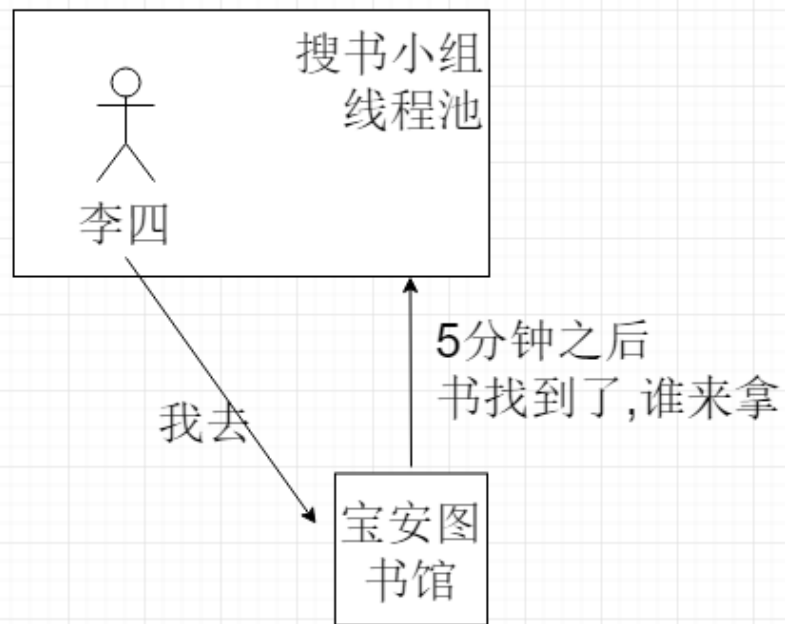 搜书小组
线程池
李四
5分钟之后
书找到了,谁来拿
我去
宝安图
书馆